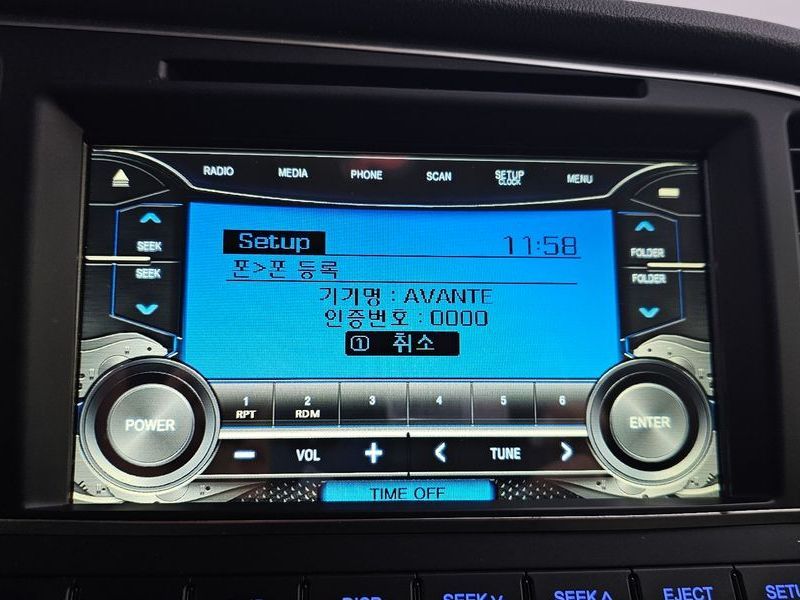 RADIO MEDIA PHONE SCAN SETUP CLOCK MENU
SEEK
SEEK
Setup 11:58
폰>폰 등록
기기명 : AVANTE
인증번호 : 0000
① 취소
FOLDER
FOLDER
POWER
1 RPT 2 RDM 3 4 5 6
ENTER
− VOL + < TUNE >
TIME OFF
DISP SEEK∨ SEEK∧ EJECT SETU